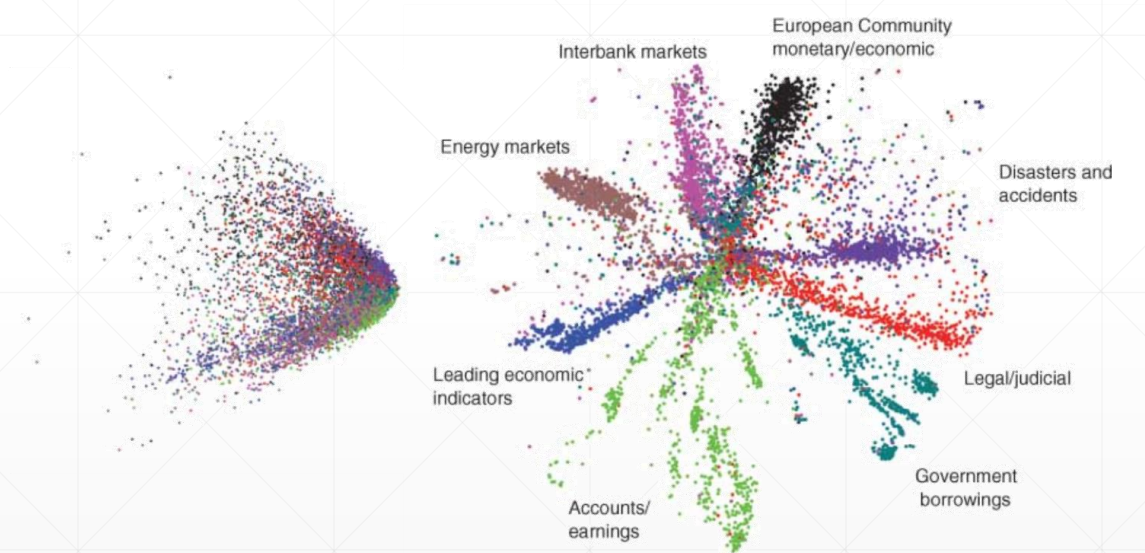 European Community
monetary/economic
Interbank markets
Energy markets
Disasters and
accidents
Leading economic
indicators
Legal/judicial
Government
borrowings
Accounts/
earnings